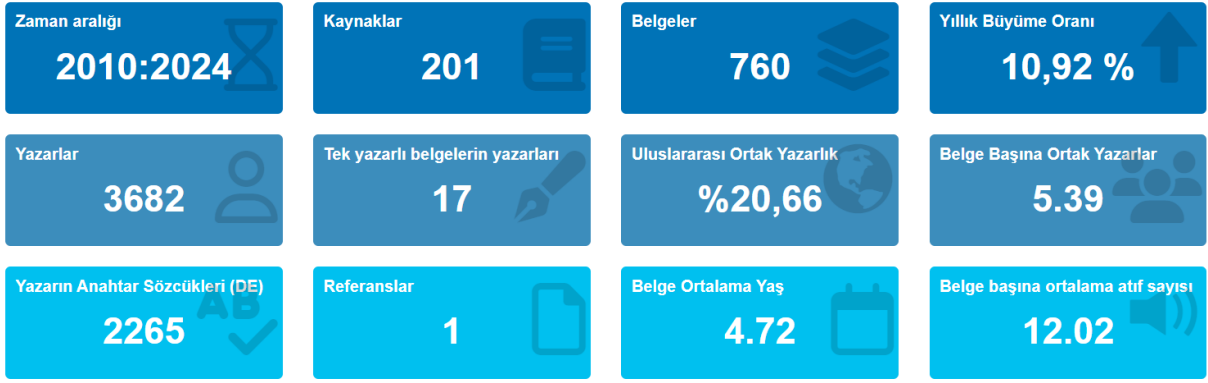 Zaman aralığı
2010:2024
Kaynaklar
201
Belgeler
760
Yıllık Büyüme Oranı
10,92 %
Yazarlar
3682
Tek yazarlı belgelerin yazarları
17
Uluslararası Ortak Yazarlık
%20,66
Belge Başına Ortak Yazarlar
5.39
Yazarın Anahtar Sözcükleri (DE)
AB
2265
Referanslar
1
Belge Ortalama Yaş
4.72
Belge başına ortalama atıf sayısı
12.02